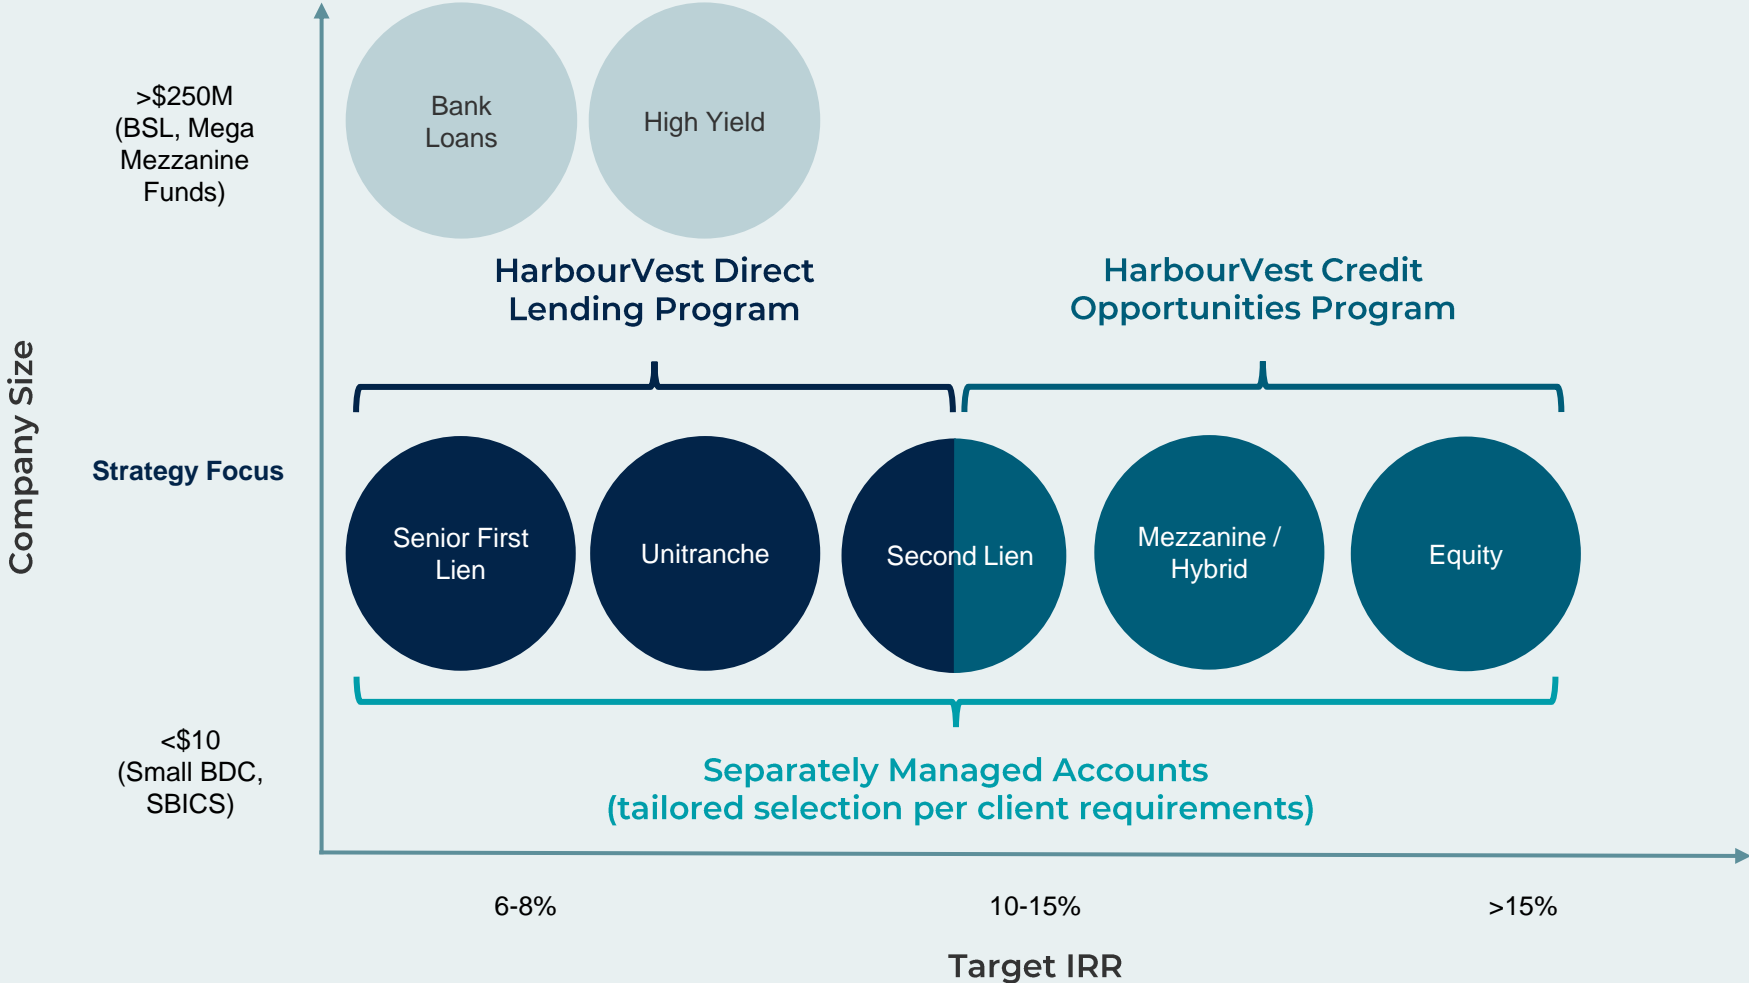 >$250M
(BSL, Mega
Mezzanine
Funds)
Bank
Loans
High Yield
HarbourVest Direct
Lending Program
HarbourVest Credit
Opportunities Program
Company Size
Strategy Focus
Senior First
Lien
Unitranche
Second Lien
Mezzanine /
Hybrid
Equity
<$10
(Small BDC,
SBICS)
Separately Managed Accounts
(tailored selection per client requirements)
6-8%
10-15%
>15%
Target IRR